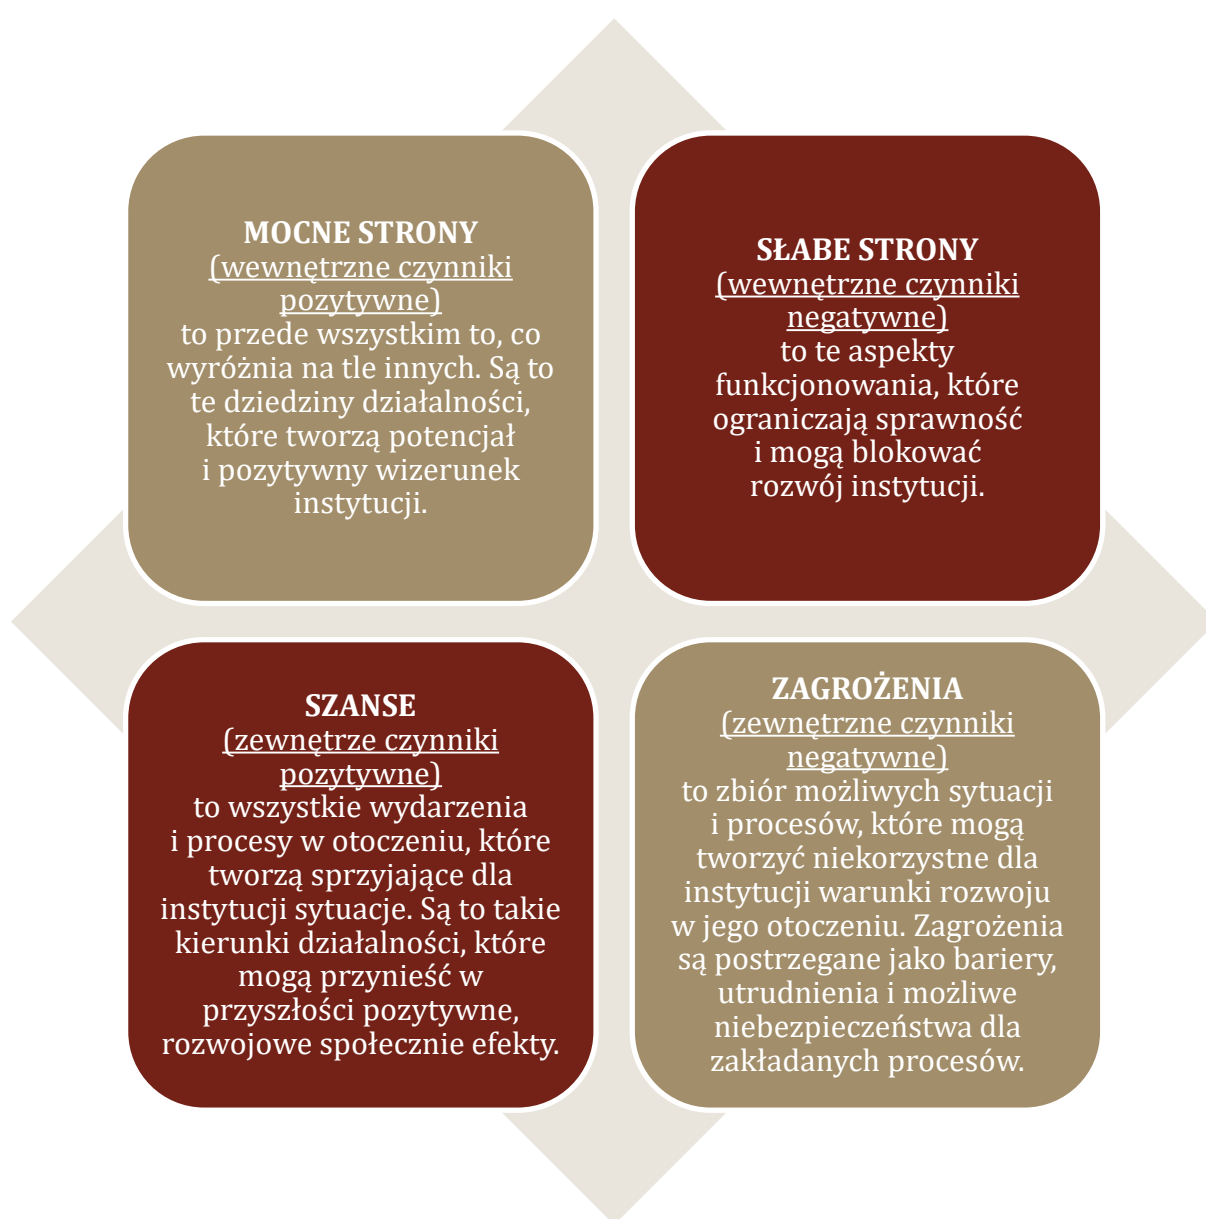 MOCNE STRONY
(wewnętrzne czynniki
pozytywne)
to przede wszystkim to, co
wyróżnia na tle innych. Są to
te dziedziny działalności,
które tworzą potencjał
i pozytywny wizerunek
instytucji.
SŁABE STRONY
(wewnętrzne czynniki
negatywne)
to te aspekty
funkcjonowania, które
ograniczają sprawność
i mogą blokować
rozwój instytucji.
SZANSE
(zewnętrze czynniki
pozytywne)
to wszystkie wydarzenia
i procesy w otoczeniu, które
tworzą sprzyjające dla
instytucji sytuacje. Są to takie
kierunki działalności, które
mogą przynieść w
przyszłości pozytywne,
rozwojowe społecznie efekty.
ZAGROŻENIA
(zewnętrzne czynniki
negatywne)
to zbiór możliwych sytuacji
i procesów, które mogą
tworzyć niekorzystne dla
instytucji warunki rozwoju
w jego otoczeniu. Zagrożenia
są postrzegane jako bariery,
utrudnienia i możliwe
niebezpieczeństwa dla
zakładanych procesów.